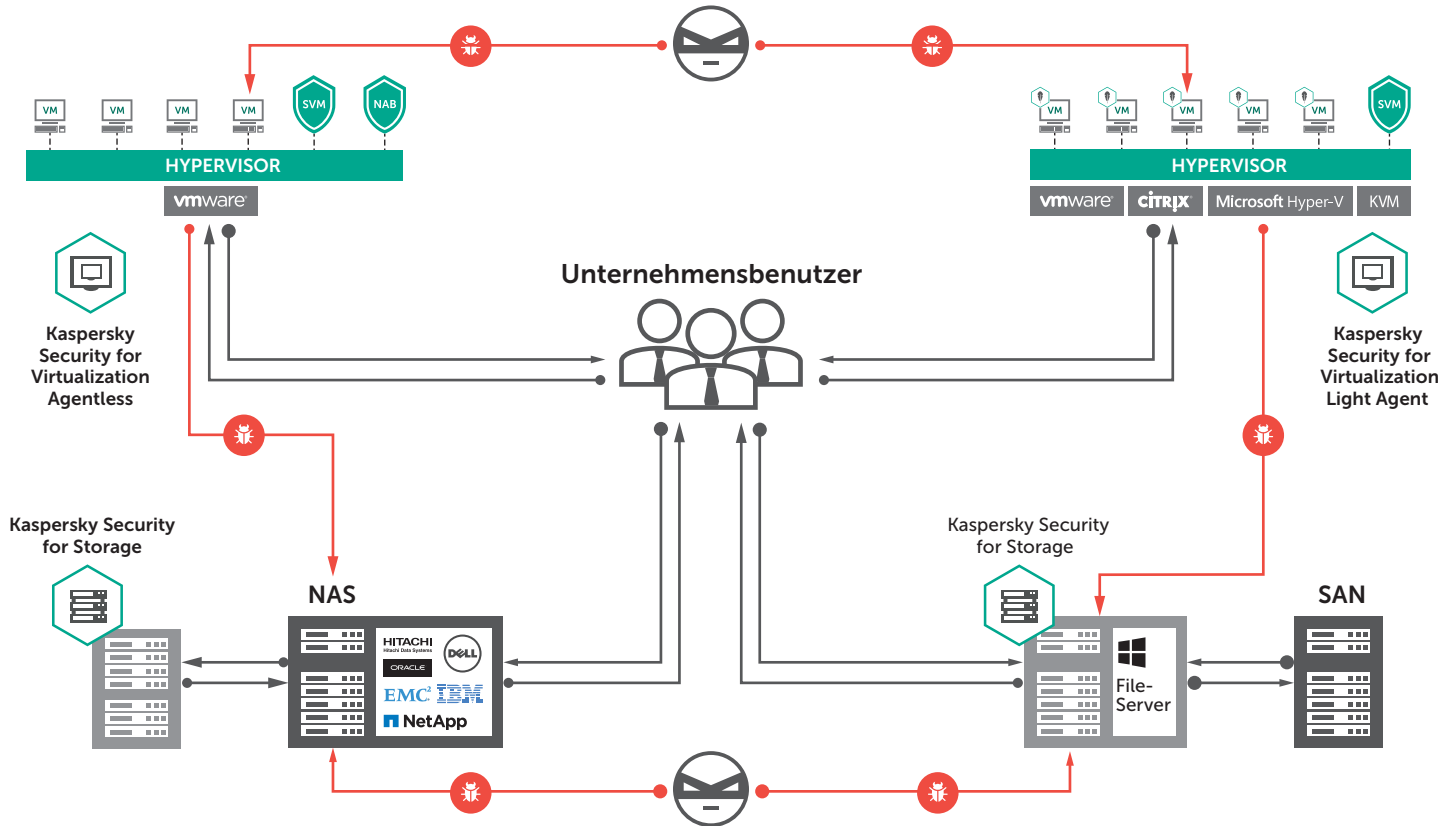 VM
VM
VM
VM
SVM
NAB
HYPERVISOR
vmware®
VM
VM
VM
VM
VM
SVM
HYPERVISOR
vmware®
CİTRIX®
Microsoft Hyper-V
KVM
Kaspersky
Security for
Virtualization
Agentless
Unternehmensbenutzer
Kaspersky
Security for
Virtualization
Light Agent
Kaspersky Security
for Storage
NAS
HITACHI
Hitachi Data Systems
DELL
ORACLE
EMC²
IBM
NetApp
Kaspersky Security
for Storage
File-
Server
SAN